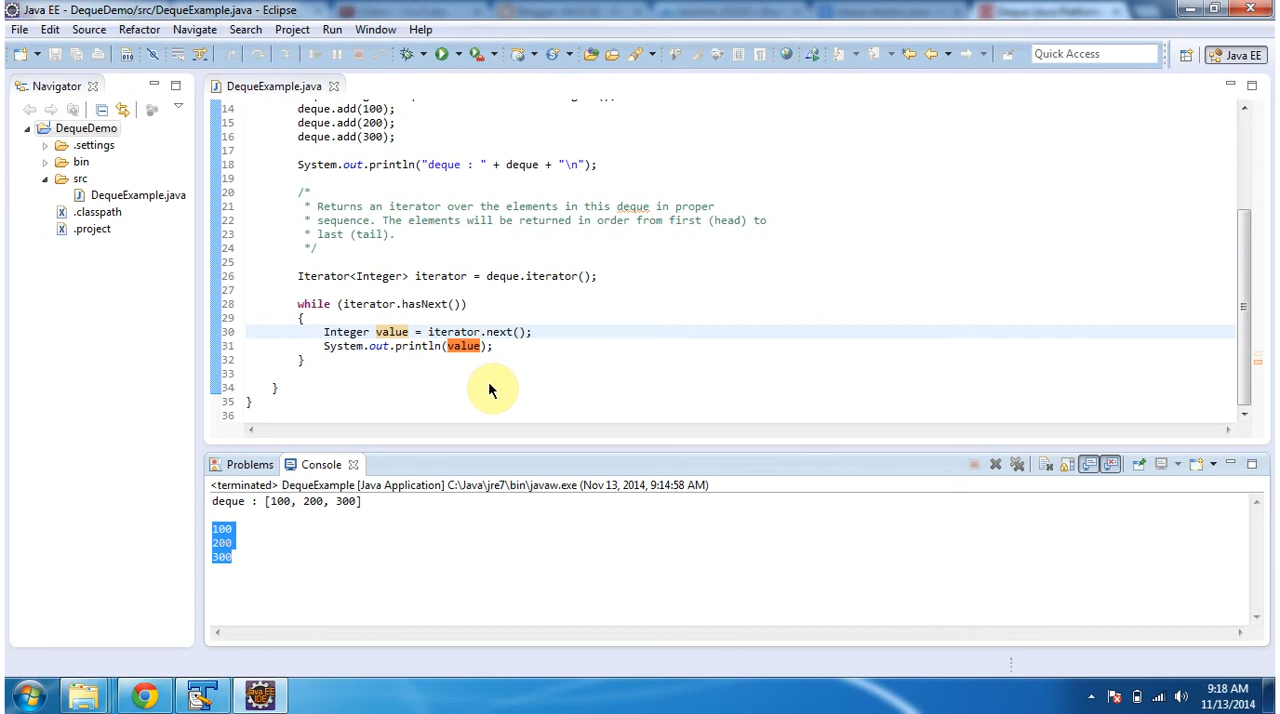 Java EE - DequeDemo/src/DequeExample.java - Eclipse
File Edit Source Refactor Navigate Search Project Run Window Help
Quick Access
Java EE
Navigator
DequeExample.java
DequeDemo
.settings
bin
src
DequeExample.java
.classpath
.project
14 deque.add(100);
15 deque.add(200);
16 deque.add(300);
17
18 System.out.println("deque : " + deque + "\n");
19
20 /*
21 * Returns an iterator over the elements in this deque in proper
22 * sequence. The elements will be returned in order from first (head) to
23 * last (tail).
24 */
25
26 Iterator<Integer> iterator = deque.iterator();
27
28 while (iterator.hasNext())
29 {
30 Integer value = iterator.next();
31 System.out.println(value);
32 }
33
34 }
35 }
36
Problems Console
<terminated> DequeExample [Java Application] C:\Java\jre7\bin\javaw.exe (Nov 13, 2014, 9:14:58 AM)
deque : [100, 200, 300]
100
200
300
Java EE
IDE
9:18 AM
11/13/2014